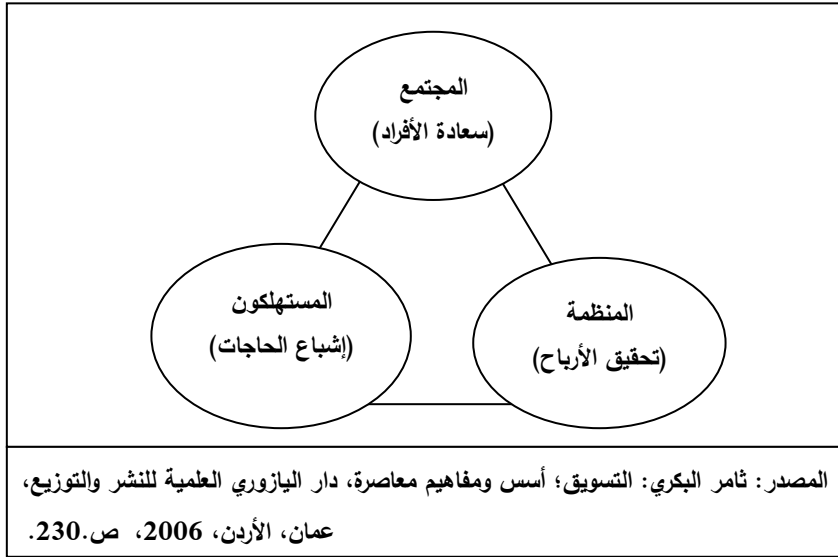 المجتمع
(سعادة الأفراد)
المنظمة
(تحقيق الأرباح)
المستهلكون
(إشباع الحاجات)
المصدر: ثامر البكري: التسويق؛ أسس ومفاهيم معاصرة، دار اليازوري العلمية للنشر والتوزيع،
عمان، الأردن، 2006، ص.230.